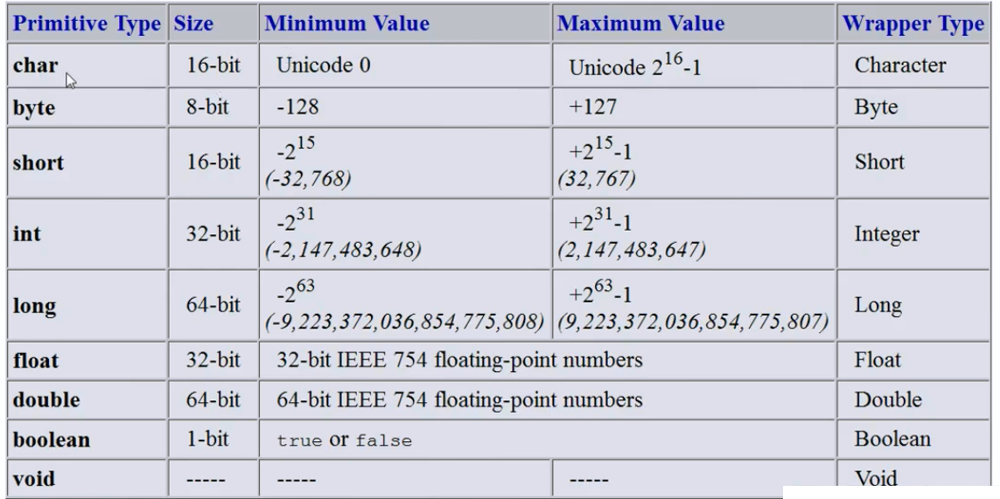 Primitive Type Size Minimum Value Maximum Value Wrapper Type
char 16-bit Unicode 0 Unicode 2^16-1 Character
byte 8-bit -128 +127 Byte
short 16-bit -2^15 +2^15-1 Short
(-32,768) (32,767)
int 32-bit -2^31 +2^31-1 Integer
(-2,147,483,648) (2,147,483,647)
long 64-bit -2^63 +2^63-1 Long
(-9,223,372,036,854,775,808) (9,223,372,036,854,775,807)
float 32-bit 32-bit IEEE 754 floating-point numbers Float
double 64-bit 64-bit IEEE 754 floating-point numbers Double
boolean 1-bit true or false Boolean
void ----- ----- ----- Void